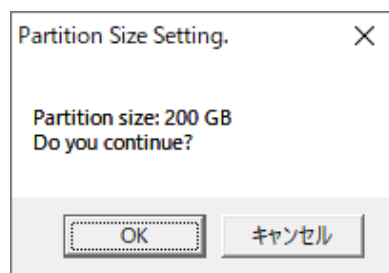 Partition Size Setting.
Partition size: 200 GB
Do you continue?
OK キャンセル